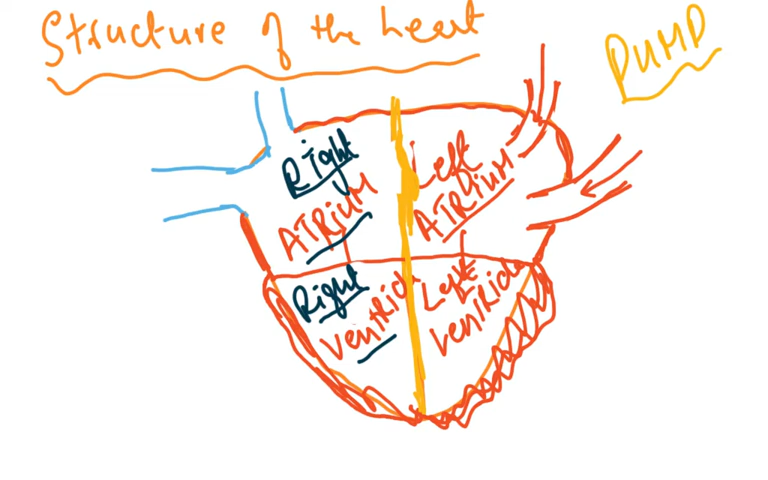 Structure of the heart
PUMP
Right
ATRIUM
Left
ATRIUM
Right
ventricle
Left
ventricle